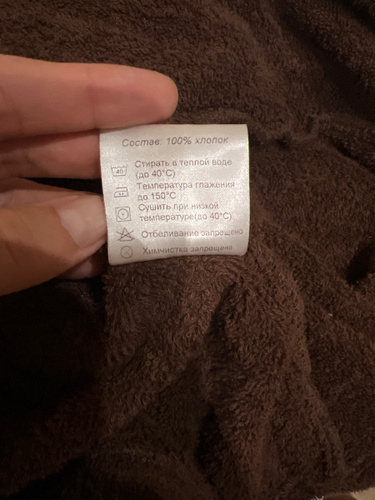 Состав: 100% хлопок
40
Стирать в теплой воде
(до 40°С)
Температура глажения
до 150°С
Сушить при низкой
температуре(до 40°С)
Отбеливание запрещено
Химчистка запрещена